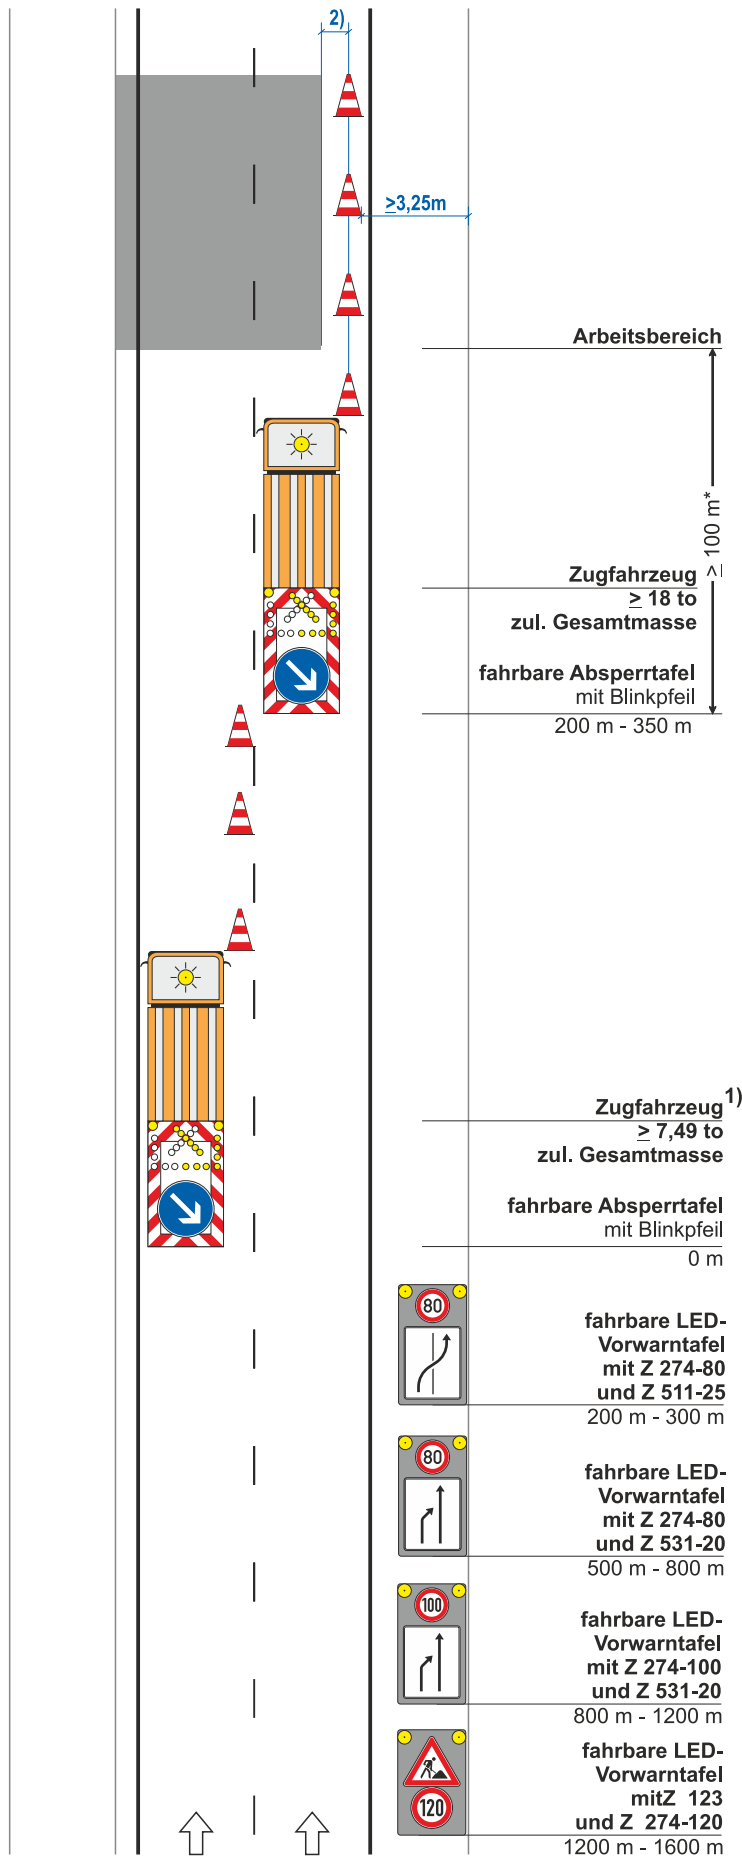 2)
≥3,25m
Arbeitsbereich
≥ 100 m*
Zugfahrzeug
≥ 18 to
zul. Gesamtmasse
fahrbare Absperrtafel
mit Blinkpfeil
200 m - 350 m
Zugfahrzeug 1)
≥ 7,49 to
zul. Gesamtmasse
fahrbare Absperrtafel
mit Blinkpfeil
0 m
80
fahrbare LED-
Vorwarntafel
mit Z 274-80
und Z 511-25
200 m - 300 m
80
fahrbare LED-
Vorwarntafel
mit Z 274-80
und Z 531-20
500 m - 800 m
100
fahrbare LED-
Vorwarntafel
mit Z 274-100
und Z 531-20
800 m - 1200 m
fahrbare LED-
Vorwarntafel
mitZ 123
120
und Z 274-120
1200 m - 1600 m